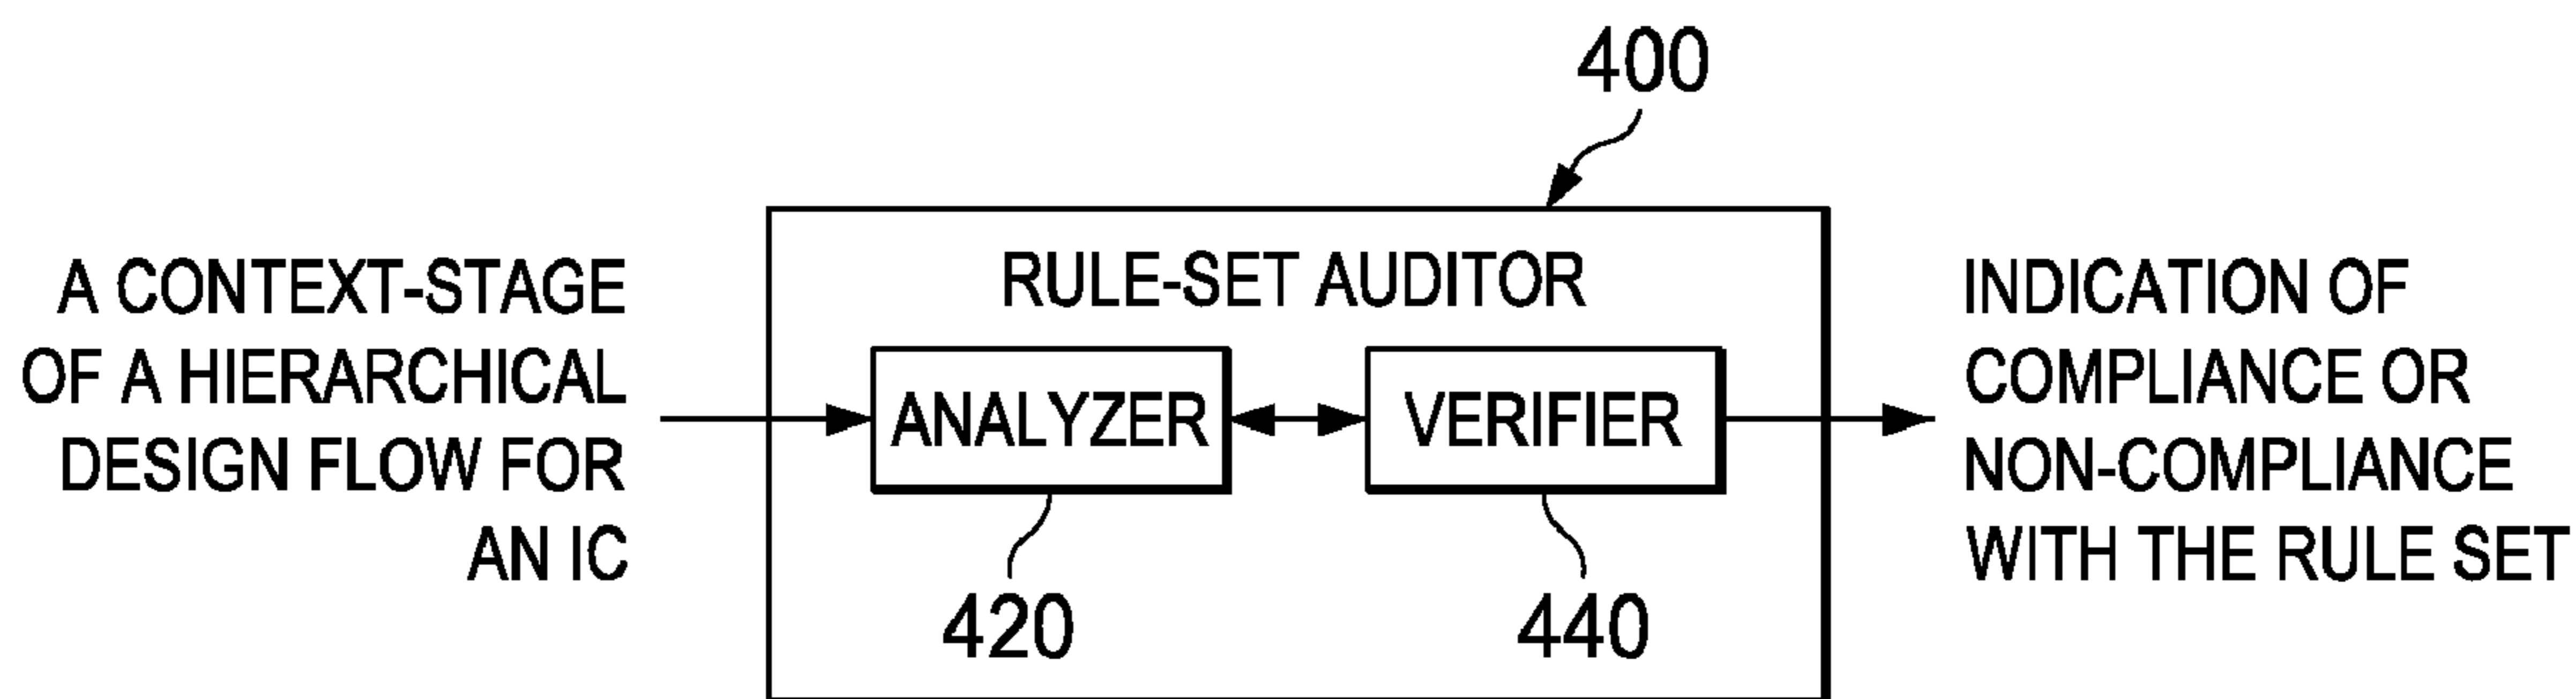 400
A CONTEXT-STAGE
OF A HIERARCHICAL
DESIGN FLOW FOR
AN IC
RULE-SET AUDITOR
ANALYZER
VERIFIER
420
440
INDICATION OF
COMPLIANCE OR
NON-COMPLIANCE
WITH THE RULE SET